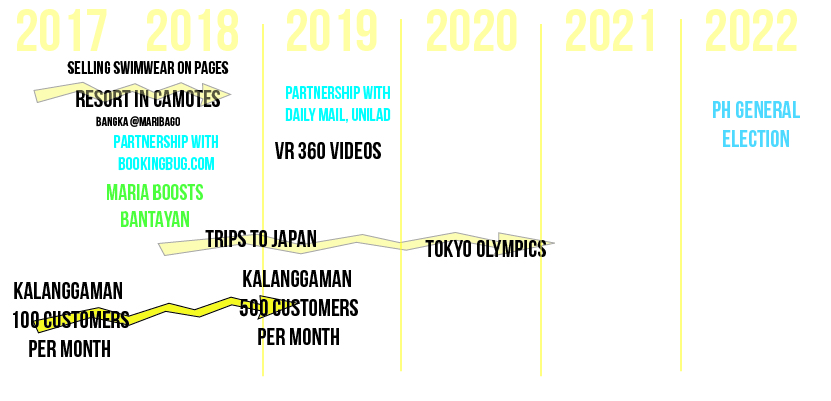 2017 2018 2019 2020 2021 2022
SELLING SWIMWEAR ON PAGES
RESORT IN CAMOTES
BANGKA @MARIBAGO
PARTNERSHIP WITH
BOOKINGBUG.COM
MARIA BOOSTS
BANTAYAN
PARTNERSHIP WITH
DAILY MAIL, UNILAD
VR 360 VIDEOS
PH GENERAL
ELECTION
TRIPS TO JAPAN
TOKYO OLYMPICS
KALANGGAMAN
100 CUSTOMERS
PER MONTH
KALANGGAMAN
500 CUSTOMERS
PER MONTH